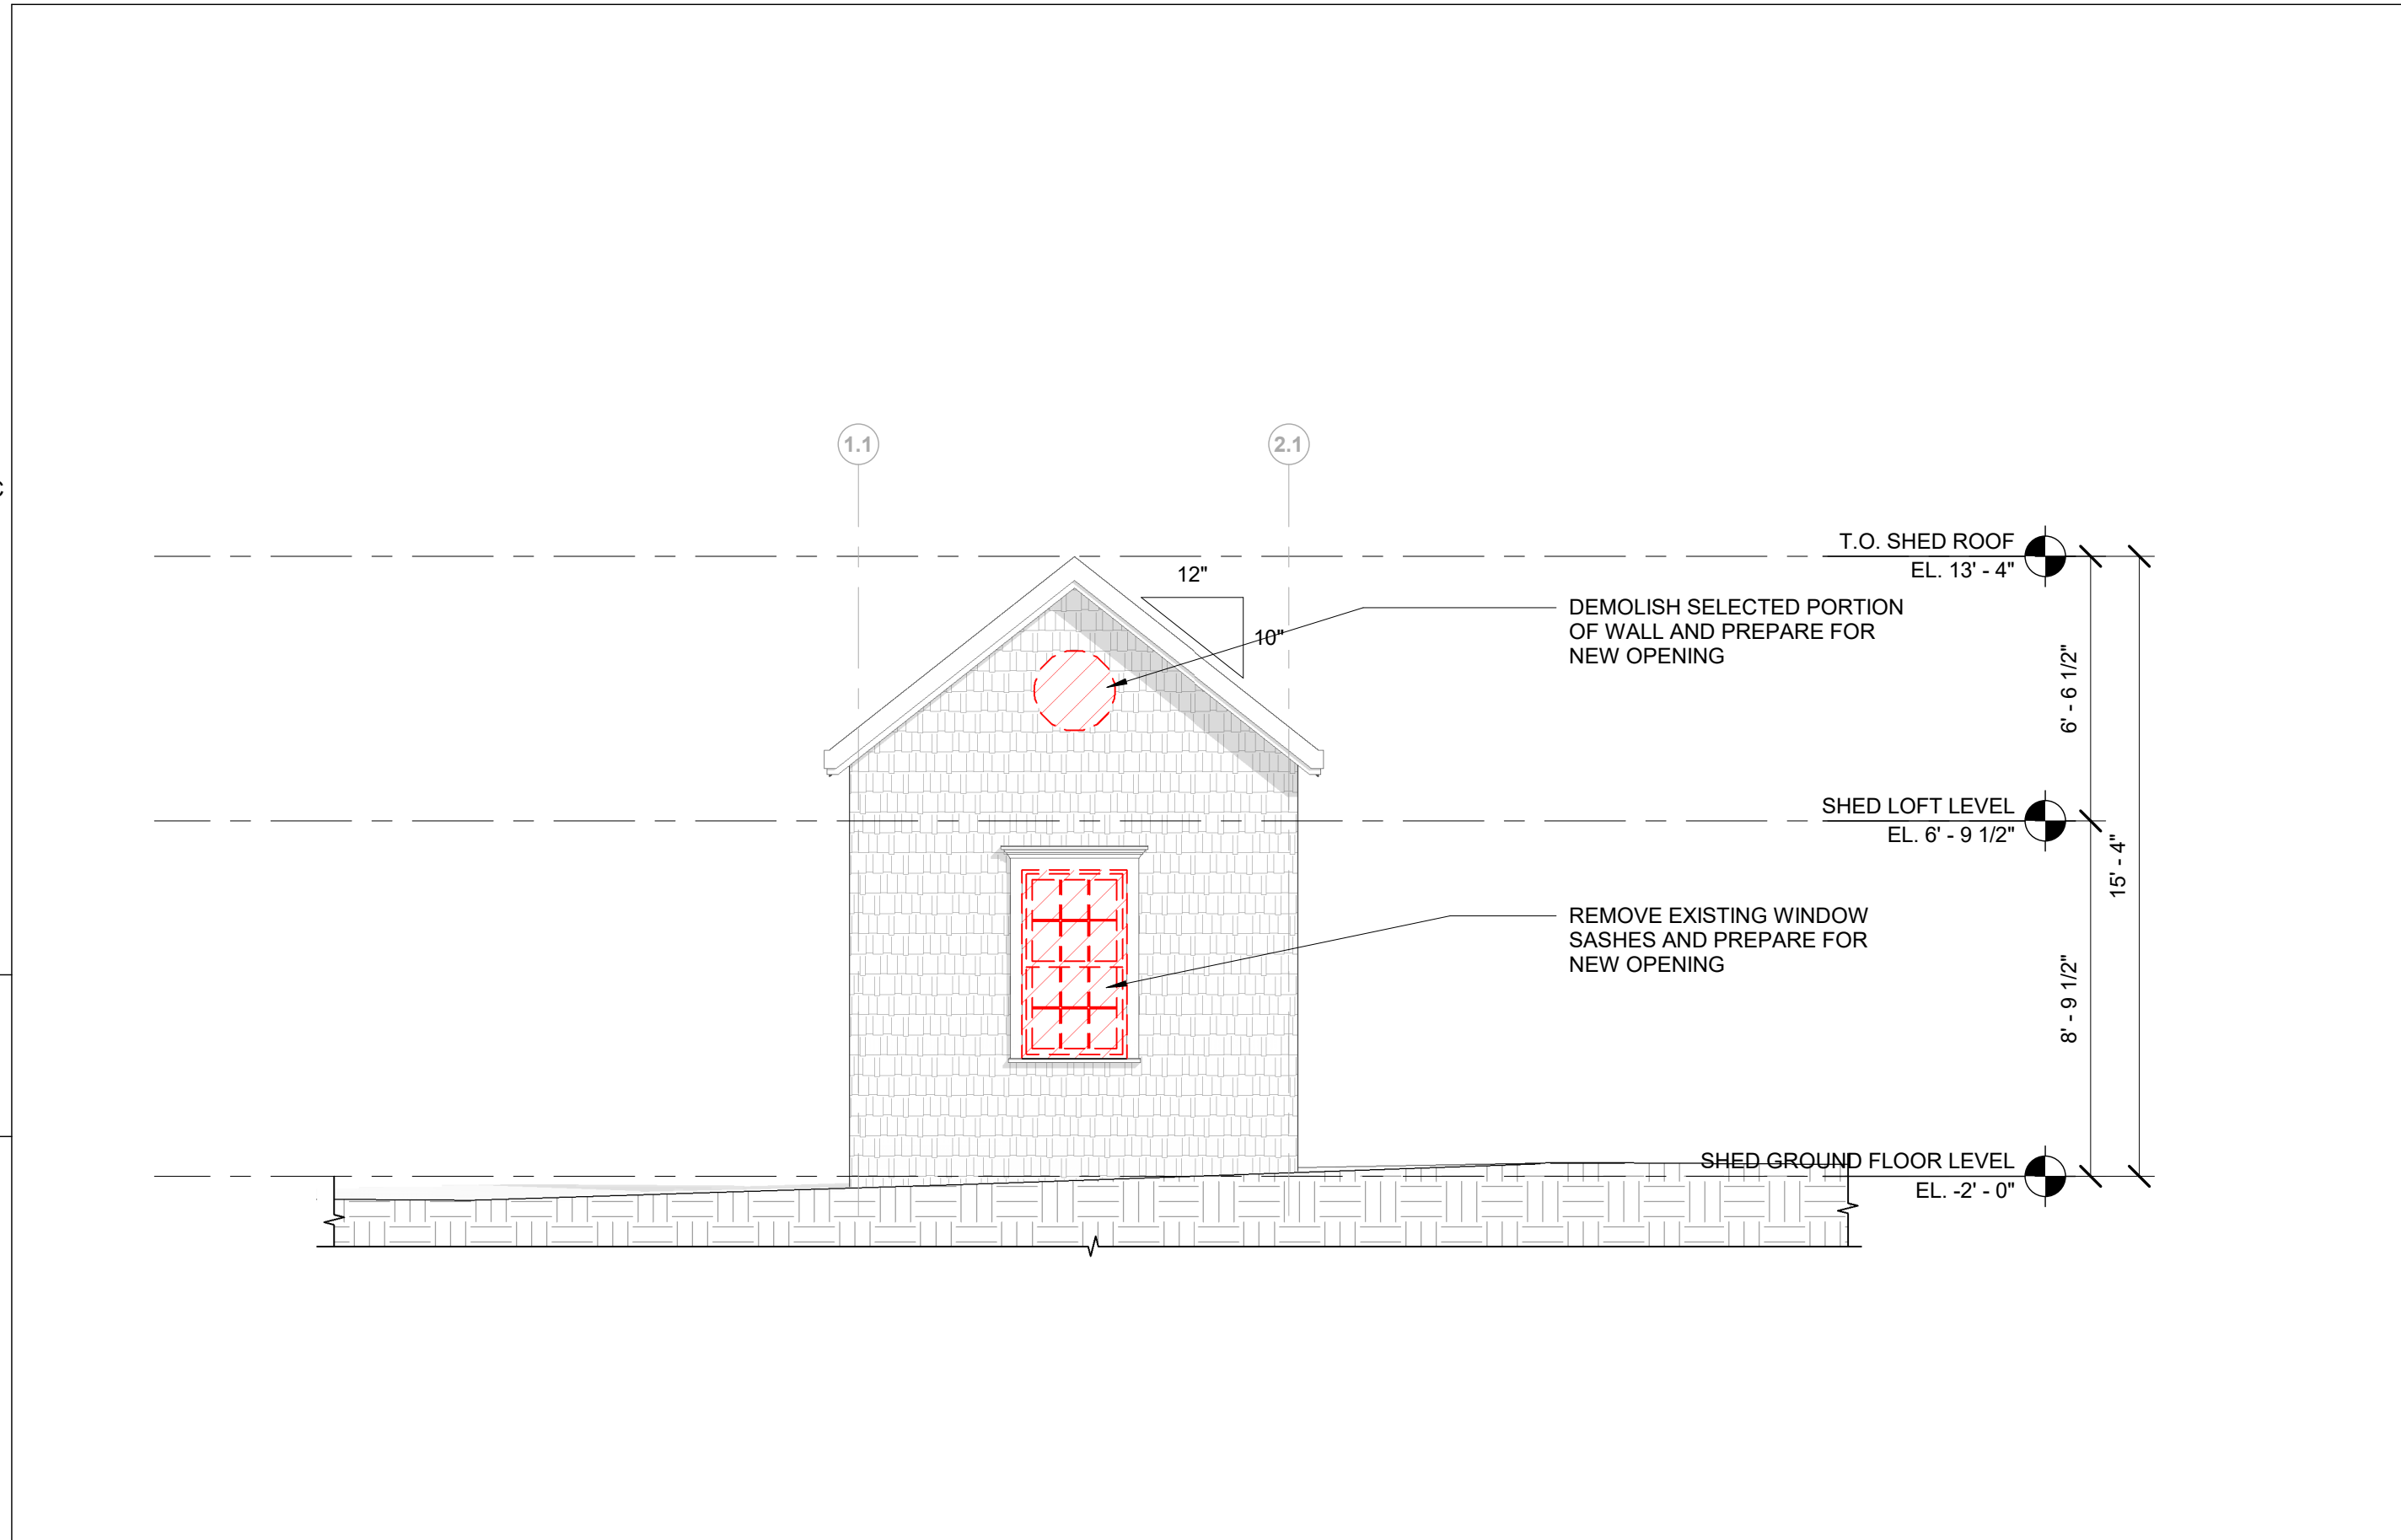 1.1
2.1
T.O. SHED ROOF
EL. 13' - 4"
12"
10"
DEMOLISH SELECTED PORTION
OF WALL AND PREPARE FOR
NEW OPENING
6' - 6 1/2"
SHED LOFT LEVEL
EL. 6' - 9 1/2"
15' - 4"
REMOVE EXISTING WINDOW
SASHES AND PREPARE FOR
NEW OPENING
8' - 9 1/2"
SHED GROUND FLOOR LEVEL
EL. -2' - 0"